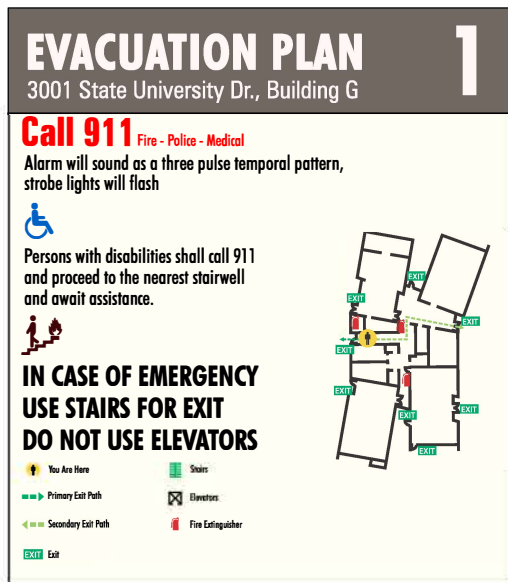 EVACUATION PLAN
1
3001 State University Dr., Building G
Call 911 Fire - Police - Medical
Alarm will sound as a three pulse temporal pattern,
strobe lights will flash
Persons with disabilities shall call 911
and proceed to the nearest stairwell
and await assistance.
IN CASE OF EMERGENCY
USE STAIRS FOR EXIT
DO NOT USE ELEVATORS
You Are Here
Stairs
Primary Exit Path
Elevators
Secondary Exit Path
Fire Extinguisher
EXIT Exit
EXIT
EXIT
EXIT
EXIT
EXIT
EXIT
EXIT
EXIT